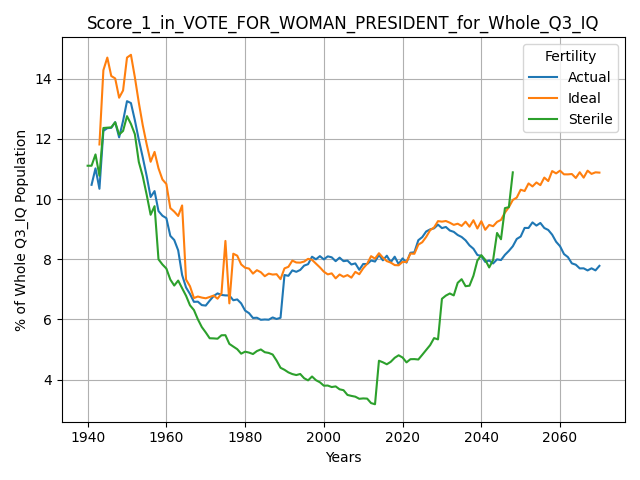 Score_1_in_VOTE_FOR_WOMAN_PRESIDENT_for_Whole_Q3_IQ
Fertility
Actual
Ideal
Sterile
% of Whole Q3_IQ Population
14
12
10
8
6
4
1940 1960 1980 2000 2020 2040 2060
Years